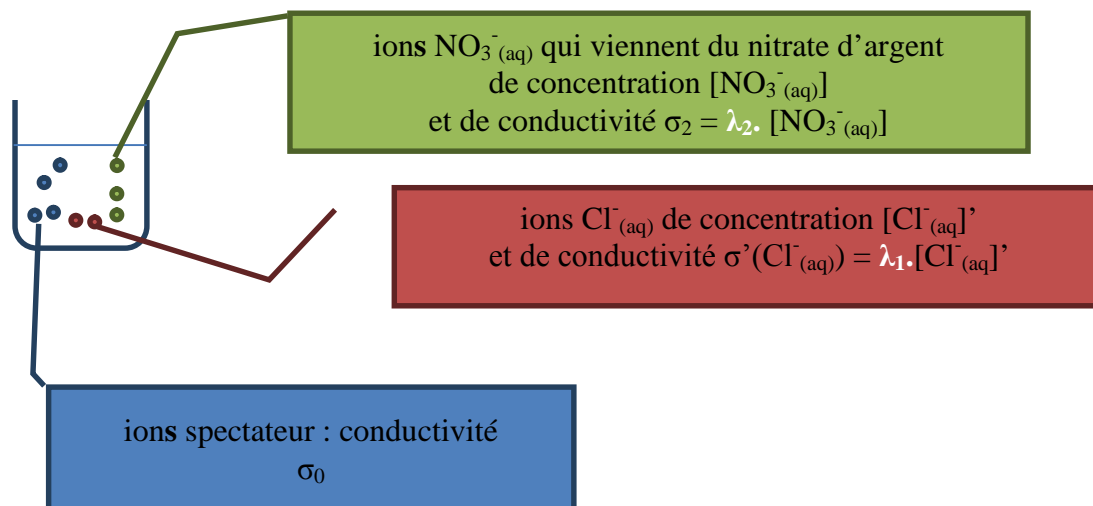 ions NO₃⁻₍aq₎ qui viennent du nitrate d’argent
de concentration [NO₃⁻₍aq₎]
et de conductivité σ₂ = λ₂. [NO₃⁻₍aq₎]
ions Cl⁻₍aq₎ de concentration [Cl⁻₍aq₎]’
et de conductivité σ’(Cl⁻₍aq₎) = λ₁.[Cl⁻₍aq₎]’
ions spectateur : conductivité
σ₀